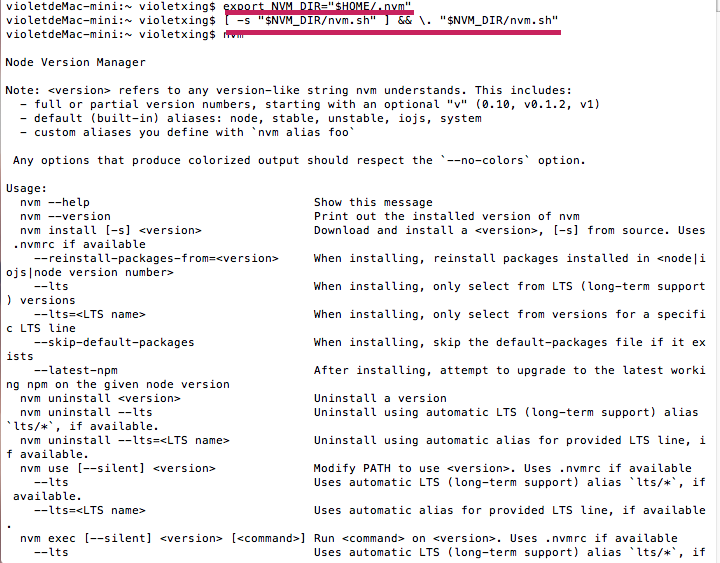 violetdeMac-mini:~ violetxing$ export NVM_DIR="$HOME/.nvm"
violetdeMac-mini:~ violetxing$ [ -s "$NVM_DIR/nvm.sh" ] && \. "$NVM_DIR/nvm.sh"
violetdeMac-mini:~ violetxing$ nvm
Node Version Manager
Note: <version> refers to any version-like string nvm understands. This includes:
  - full or partial version numbers, starting with an optional "v" (0.10, v0.1.2, v1)
  - default (built-in) aliases: node, stable, unstable, iojs, system
  - custom aliases you define with `nvm alias foo`
 Any options that produce colorized output should respect the `--no-colors` option.
Usage:
  nvm --help                                Show this message
  nvm --version                             Print out the installed version of nvm
  nvm install [-s] <version>                Download and install a <version>, [-s] from source. Uses
 .nvmrc if available
    --reinstall-packages-from=<version>     When installing, reinstall packages installed in <node|i
ojs|node version number>
    --lts                                   When installing, only select from LTS (long-term support
) versions
    --lts=<LTS name>                        When installing, only select from versions for a specifi
c LTS line
    --skip-default-packages                 When installing, skip the default-packages file if it ex
ists
    --latest-npm                            After installing, attempt to upgrade to the latest worki
ng npm on the given node version
  nvm uninstall <version>                   Uninstall a version
  nvm uninstall --lts                       Uninstall using automatic LTS (long-term support) alias
`lts/*`, if available.
  nvm uninstall --lts=<LTS name>            Uninstall using automatic alias for provided LTS line, i
f available.
  nvm use [--silent] <version>              Modify PATH to use <version>. Uses .nvmrc if available
    --lts                                   Uses automatic LTS (long-term support) alias `lts/*`, if
 available.
    --lts=<LTS name>                        Uses automatic alias for provided LTS line, if available
.
  nvm exec [--silent] <version> [<command>] Run <command> on <version>. Uses .nvmrc if available
    --lts                                   Uses automatic LTS (long-term support) alias `lts/*`, if